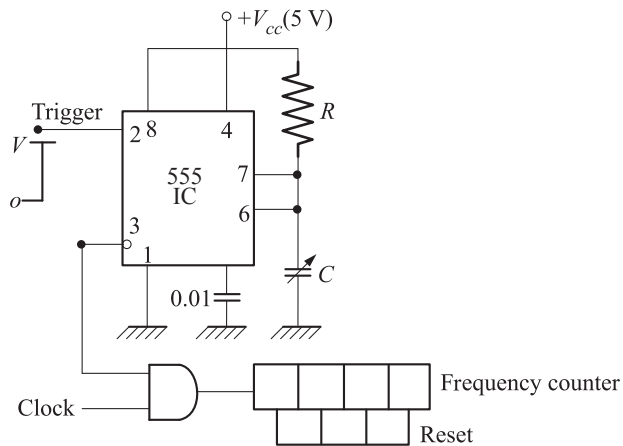 +Vcc(5 V)
Trigger
V
o
2
8
4
R
555
IC
7
6
3
1
C
0.01
Clock
Frequency counter
Reset